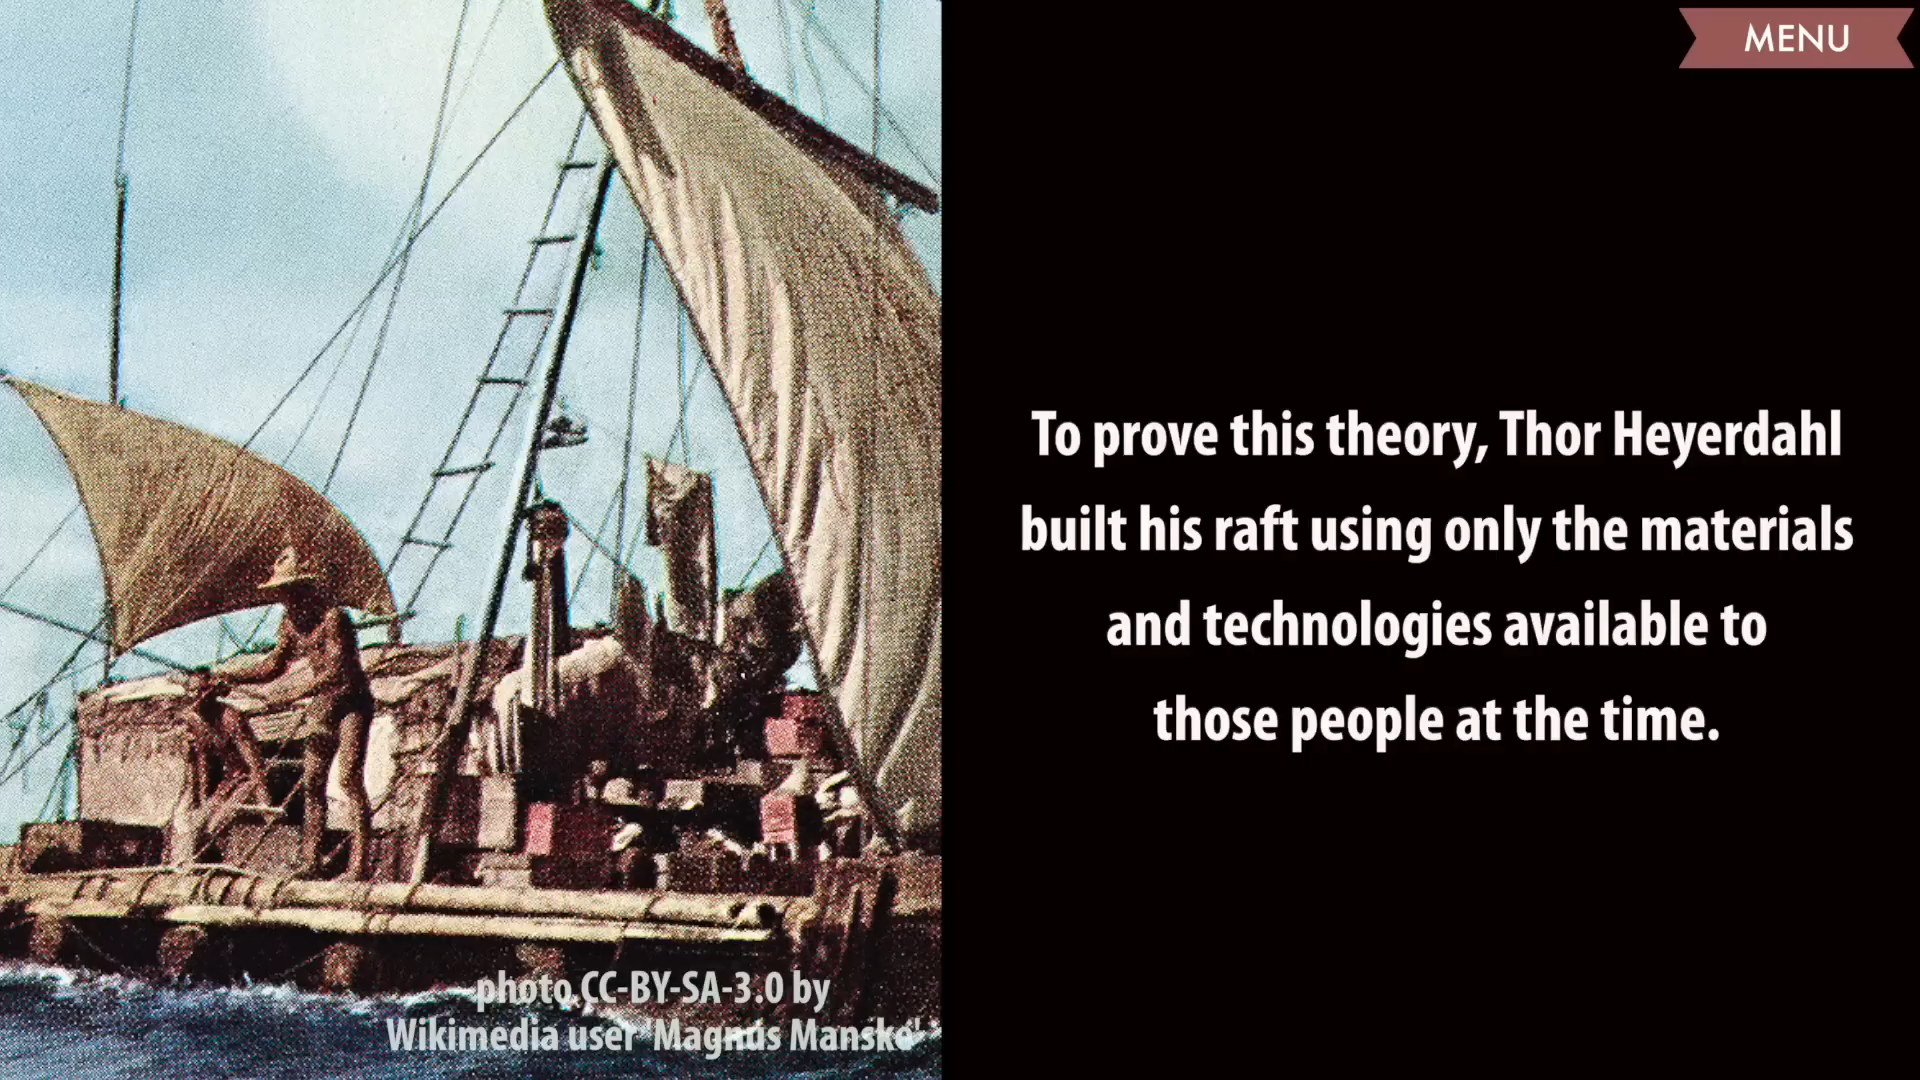 MENU
To prove this theory, Thor Heyerdahl
built his raft using only the materials
and technologies available to
those people at the time.
photo CC-BY-SA-3.0 by
Wikimedia user 'Magnus Manske'